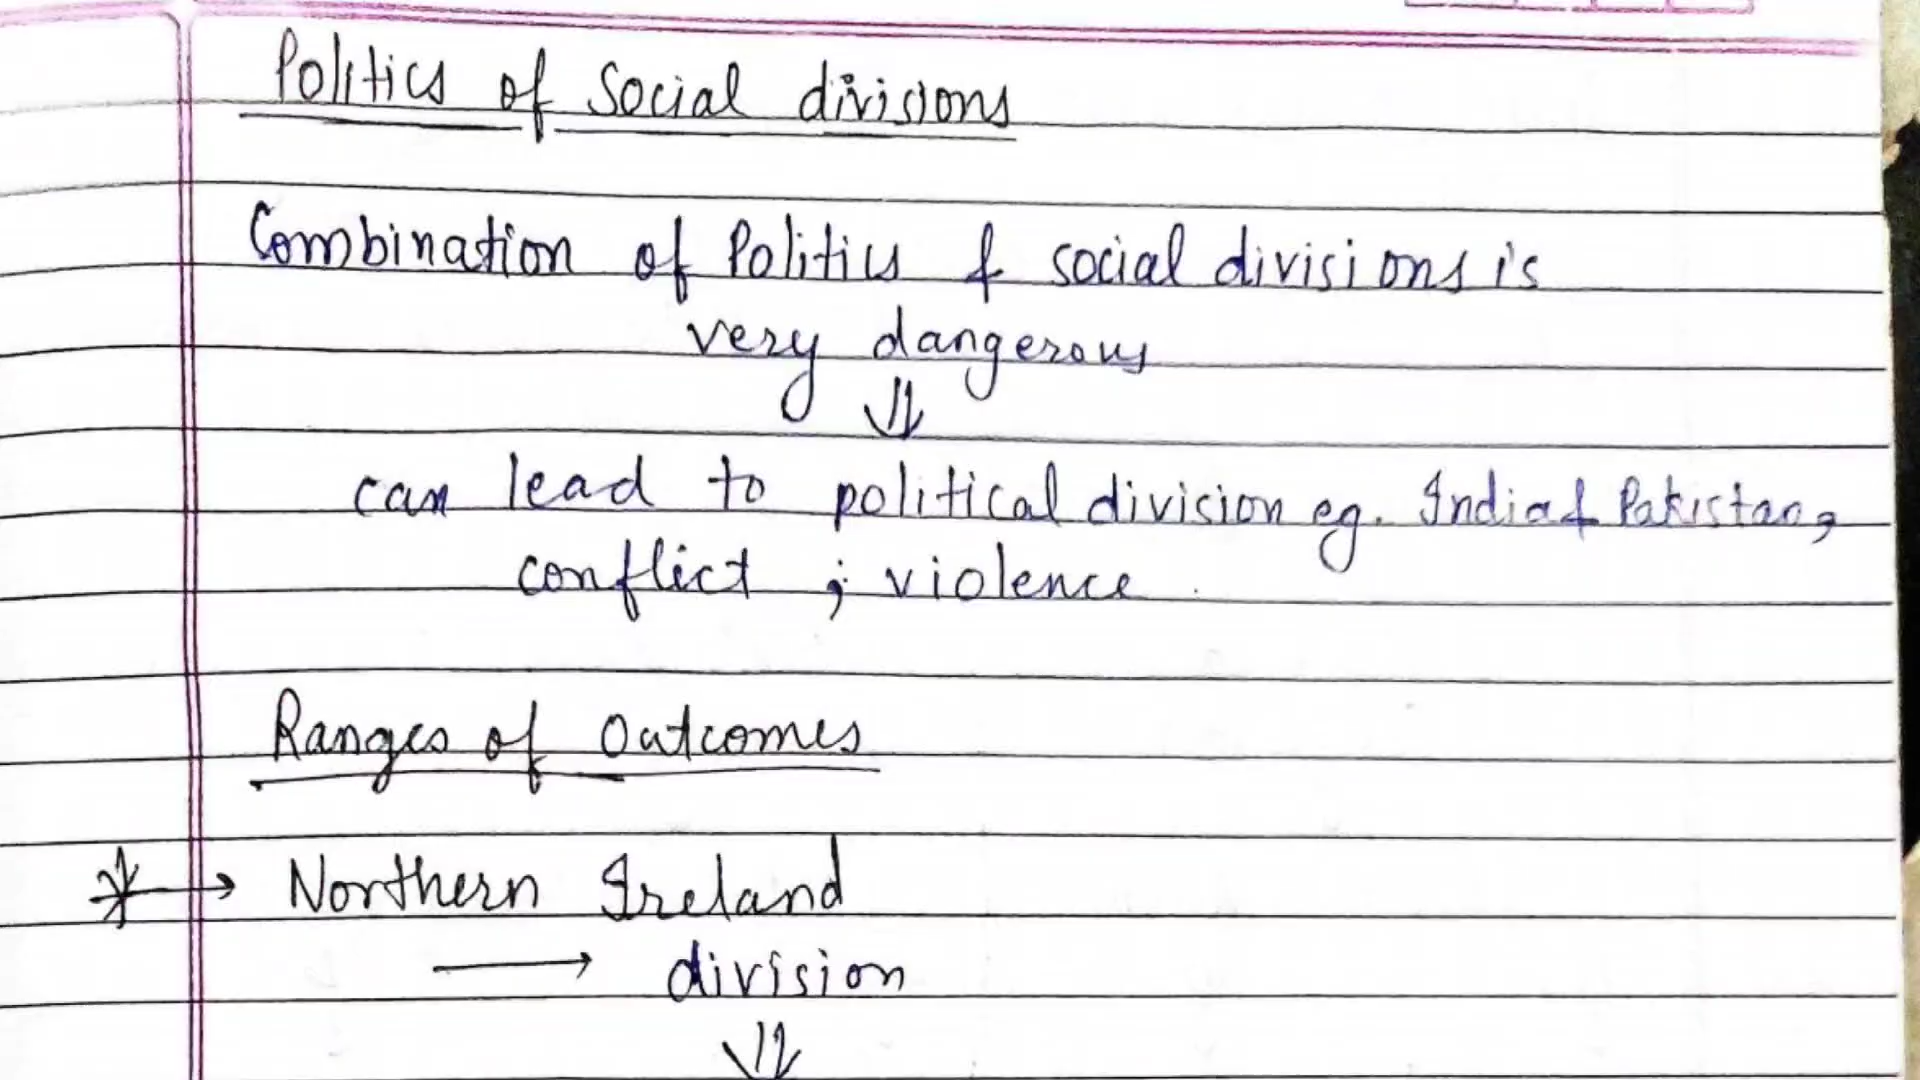 Politics of Social divisions
Combination of Politics & social divisions is
very dangerous
⇓
can lead to political division eg. India & Pakistan,
conflict ; violence.
Ranges of Outcomes
* → Northern Ireland
→ division
⇓